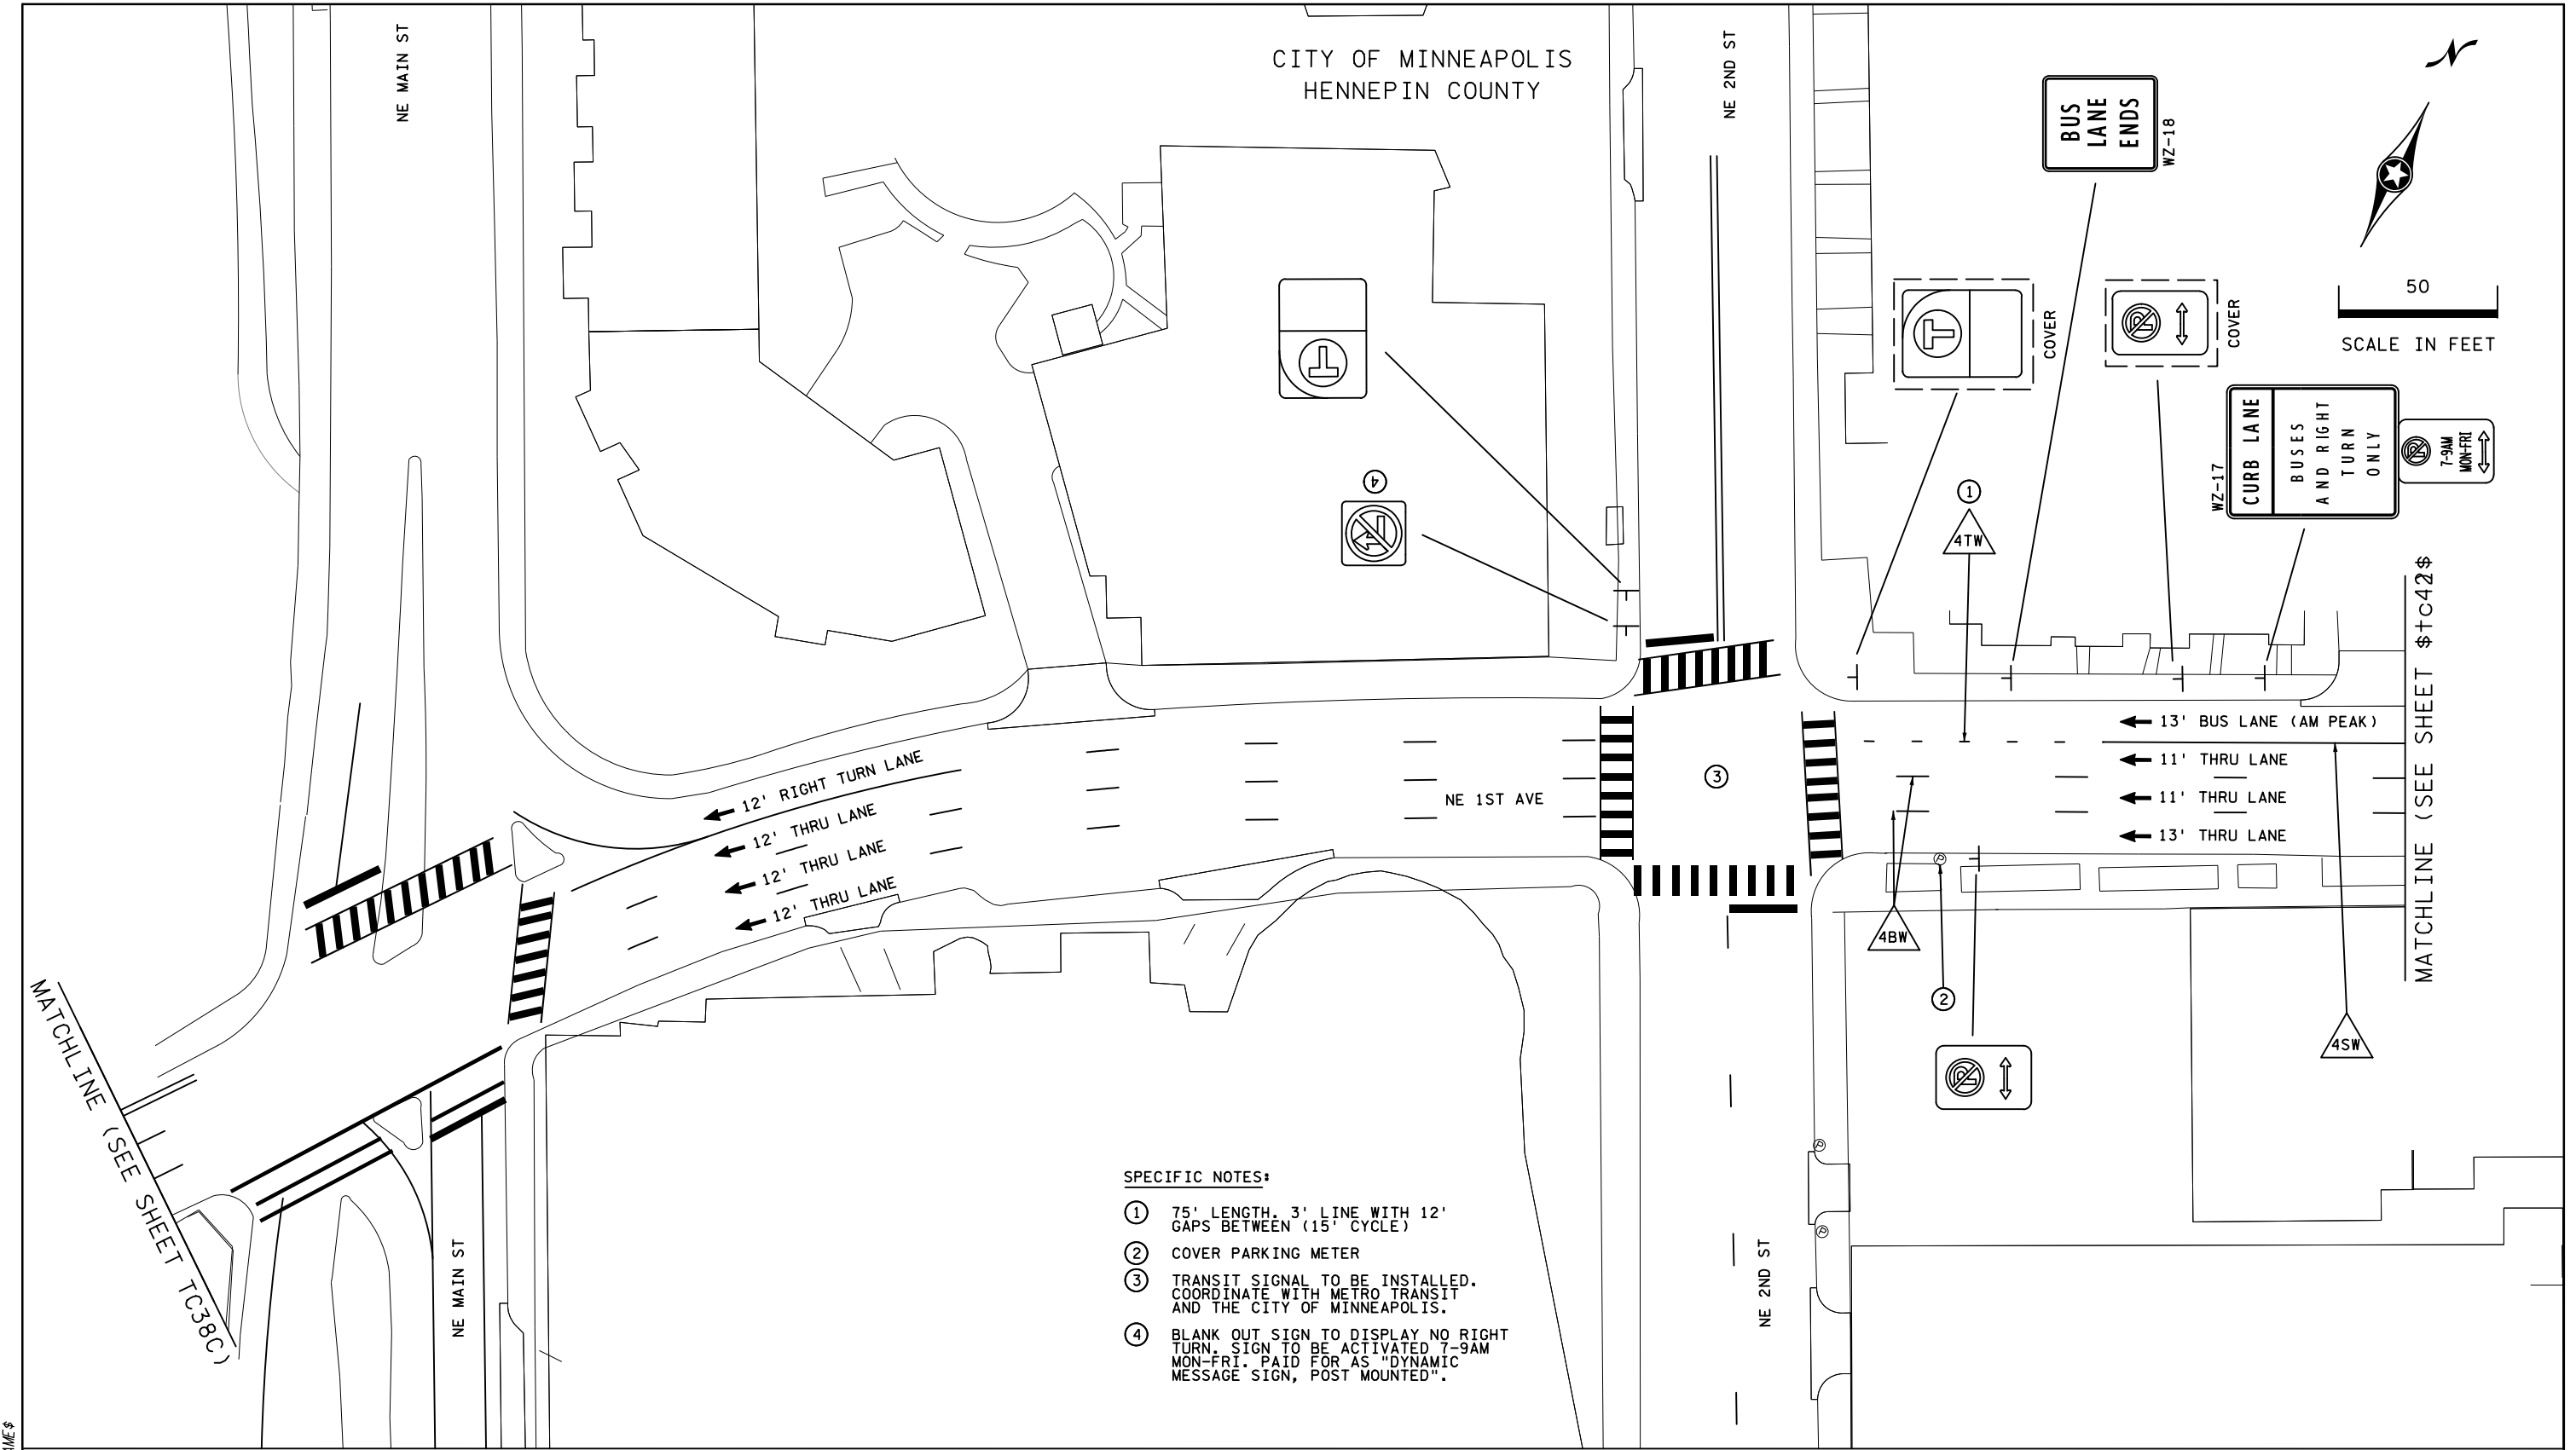 CITY OF MINNEAPOLIS
HENNEPIN COUNTY
NE MAIN ST
NE 2ND ST
N
BUS
LANE
ENDS
WZ-18
50
SCALE IN FEET
T
T
COVER
P
COVER
WZ-17
CURB LANE
BUSES
AND RIGHT
TURN
ONLY
P
7-9AM
MON-FRI
4
1
4TW
MATCHLINE (SEE SHEET $tc42$
13' BUS LANE (AM PEAK)
11' THRU LANE
11' THRU LANE
13' THRU LANE
NE 1ST AVE
3
12' RIGHT TURN LANE
12' THRU LANE
12' THRU LANE
12' THRU LANE
P
4BW
2
4SW
P
P
P
MATCHLINE (SEE SHEET TC38C)
NE MAIN ST
NE 2ND ST
SPECIFIC NOTES:
1 75' LENGTH. 3' LINE WITH 12'
GAPS BETWEEN (15' CYCLE)
2 COVER PARKING METER
3 TRANSIT SIGNAL TO BE INSTALLED.
COORDINATE WITH METRO TRANSIT
AND THE CITY OF MINNEAPOLIS.
4 BLANK OUT SIGN TO DISPLAY NO RIGHT
TURN. SIGN TO BE ACTIVATED 7-9AM
MON-FRI. PAID FOR AS "DYNAMIC
MESSAGE SIGN, POST MOUNTED".